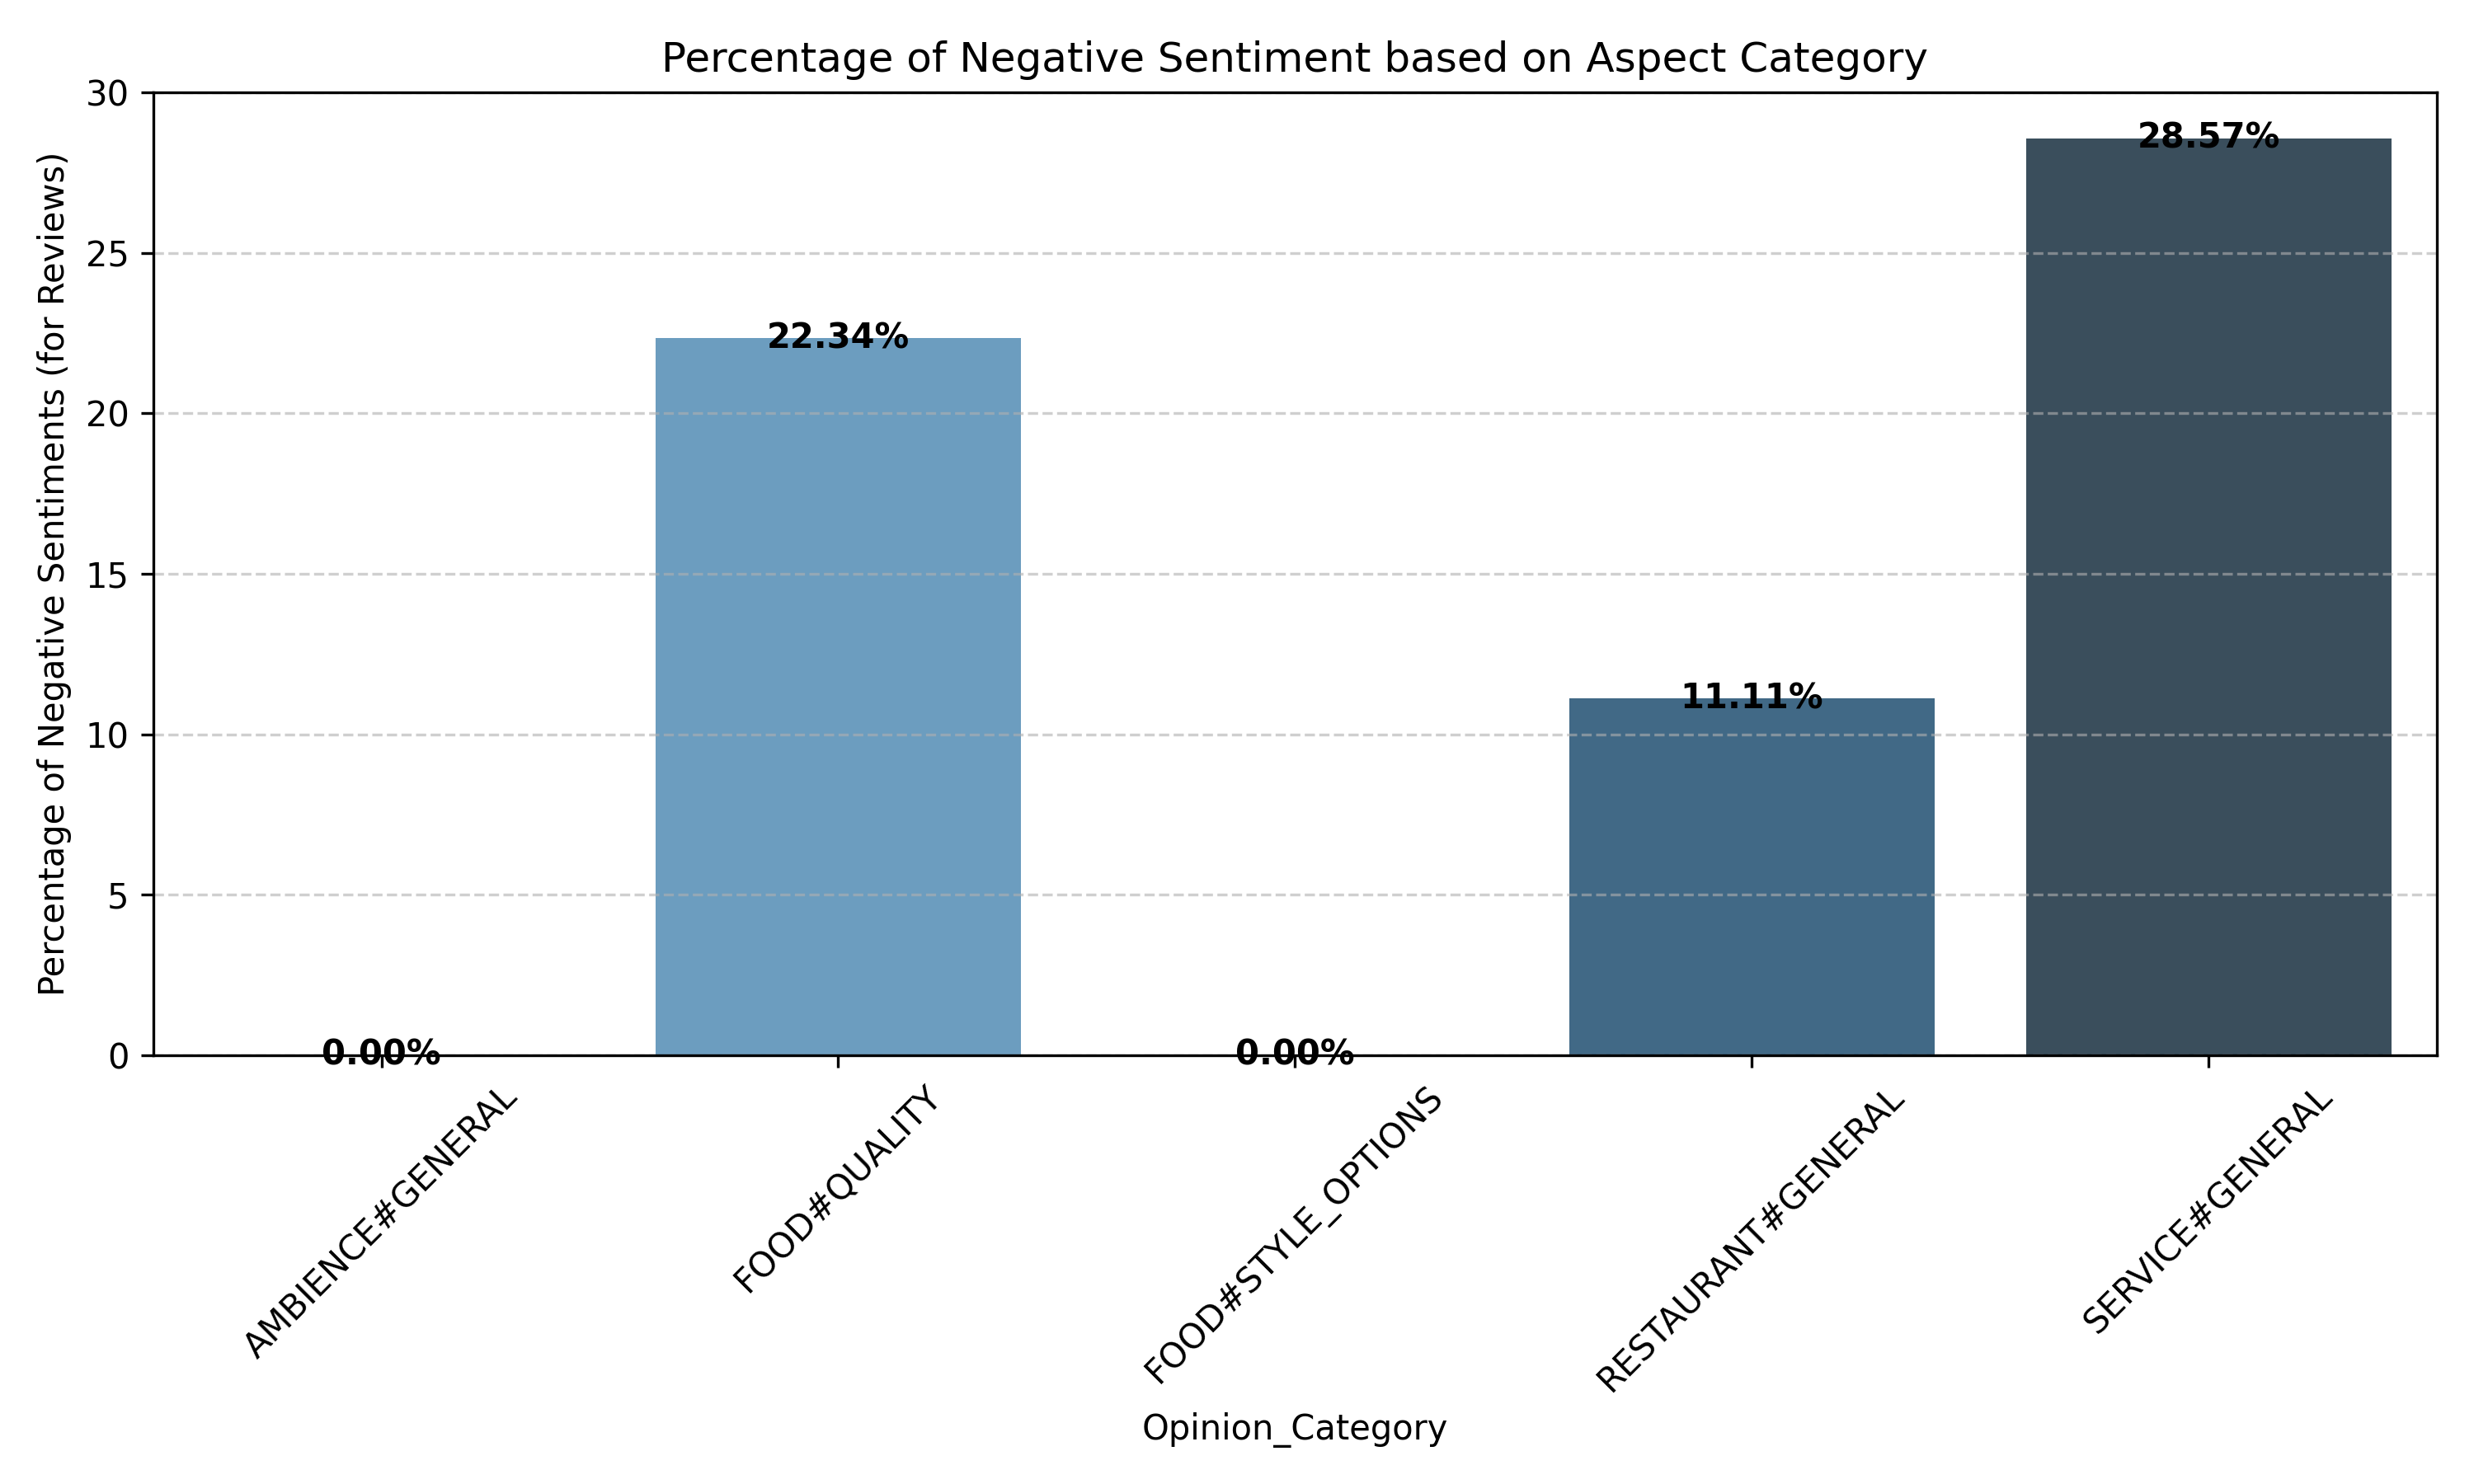 Percentage of Negative Sentiment based on Aspect Category
Percentage of Negative Sentiments (for Reviews)
30
25
20
15
10
5
0
0.00%
22.34%
0.00%
11.11%
28.57%
AMBIENCE#GENERAL
FOOD#QUALITY
FOOD#STYLE_OPTIONS
RESTAURANT#GENERAL
SERVICE#GENERAL
Opinion_Category